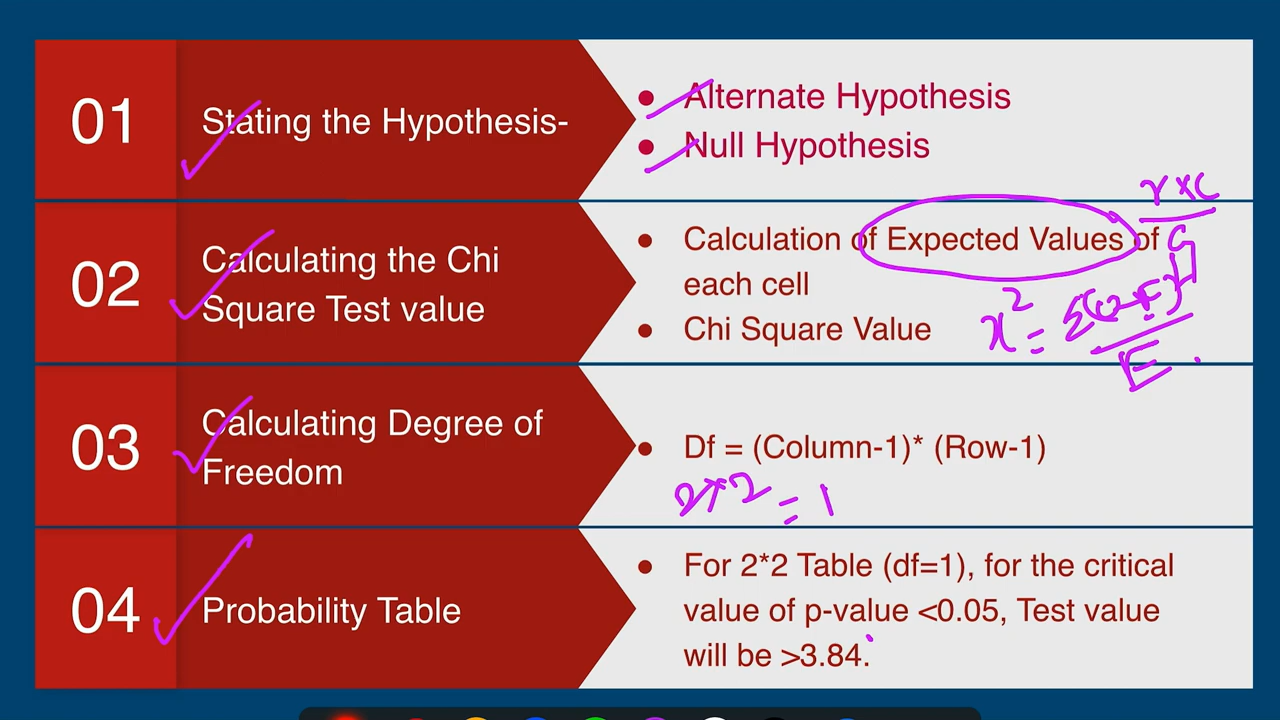 01
Stating the Hypothesis-
• Alternate Hypothesis
• Null Hypothesis
02
Calculating the Chi
Square Test value
• Calculation of Expected Values of
each cell
• Chi Square Value
r×c
G
x² = Σ(O-E)²
E
03
Calculating Degree of
Freedom
• Df = (Column-1)* (Row-1)
2*2 = 1
04
Probability Table
• For 2*2 Table (df=1), for the critical
value of p-value <0.05, Test value
will be >3.84.